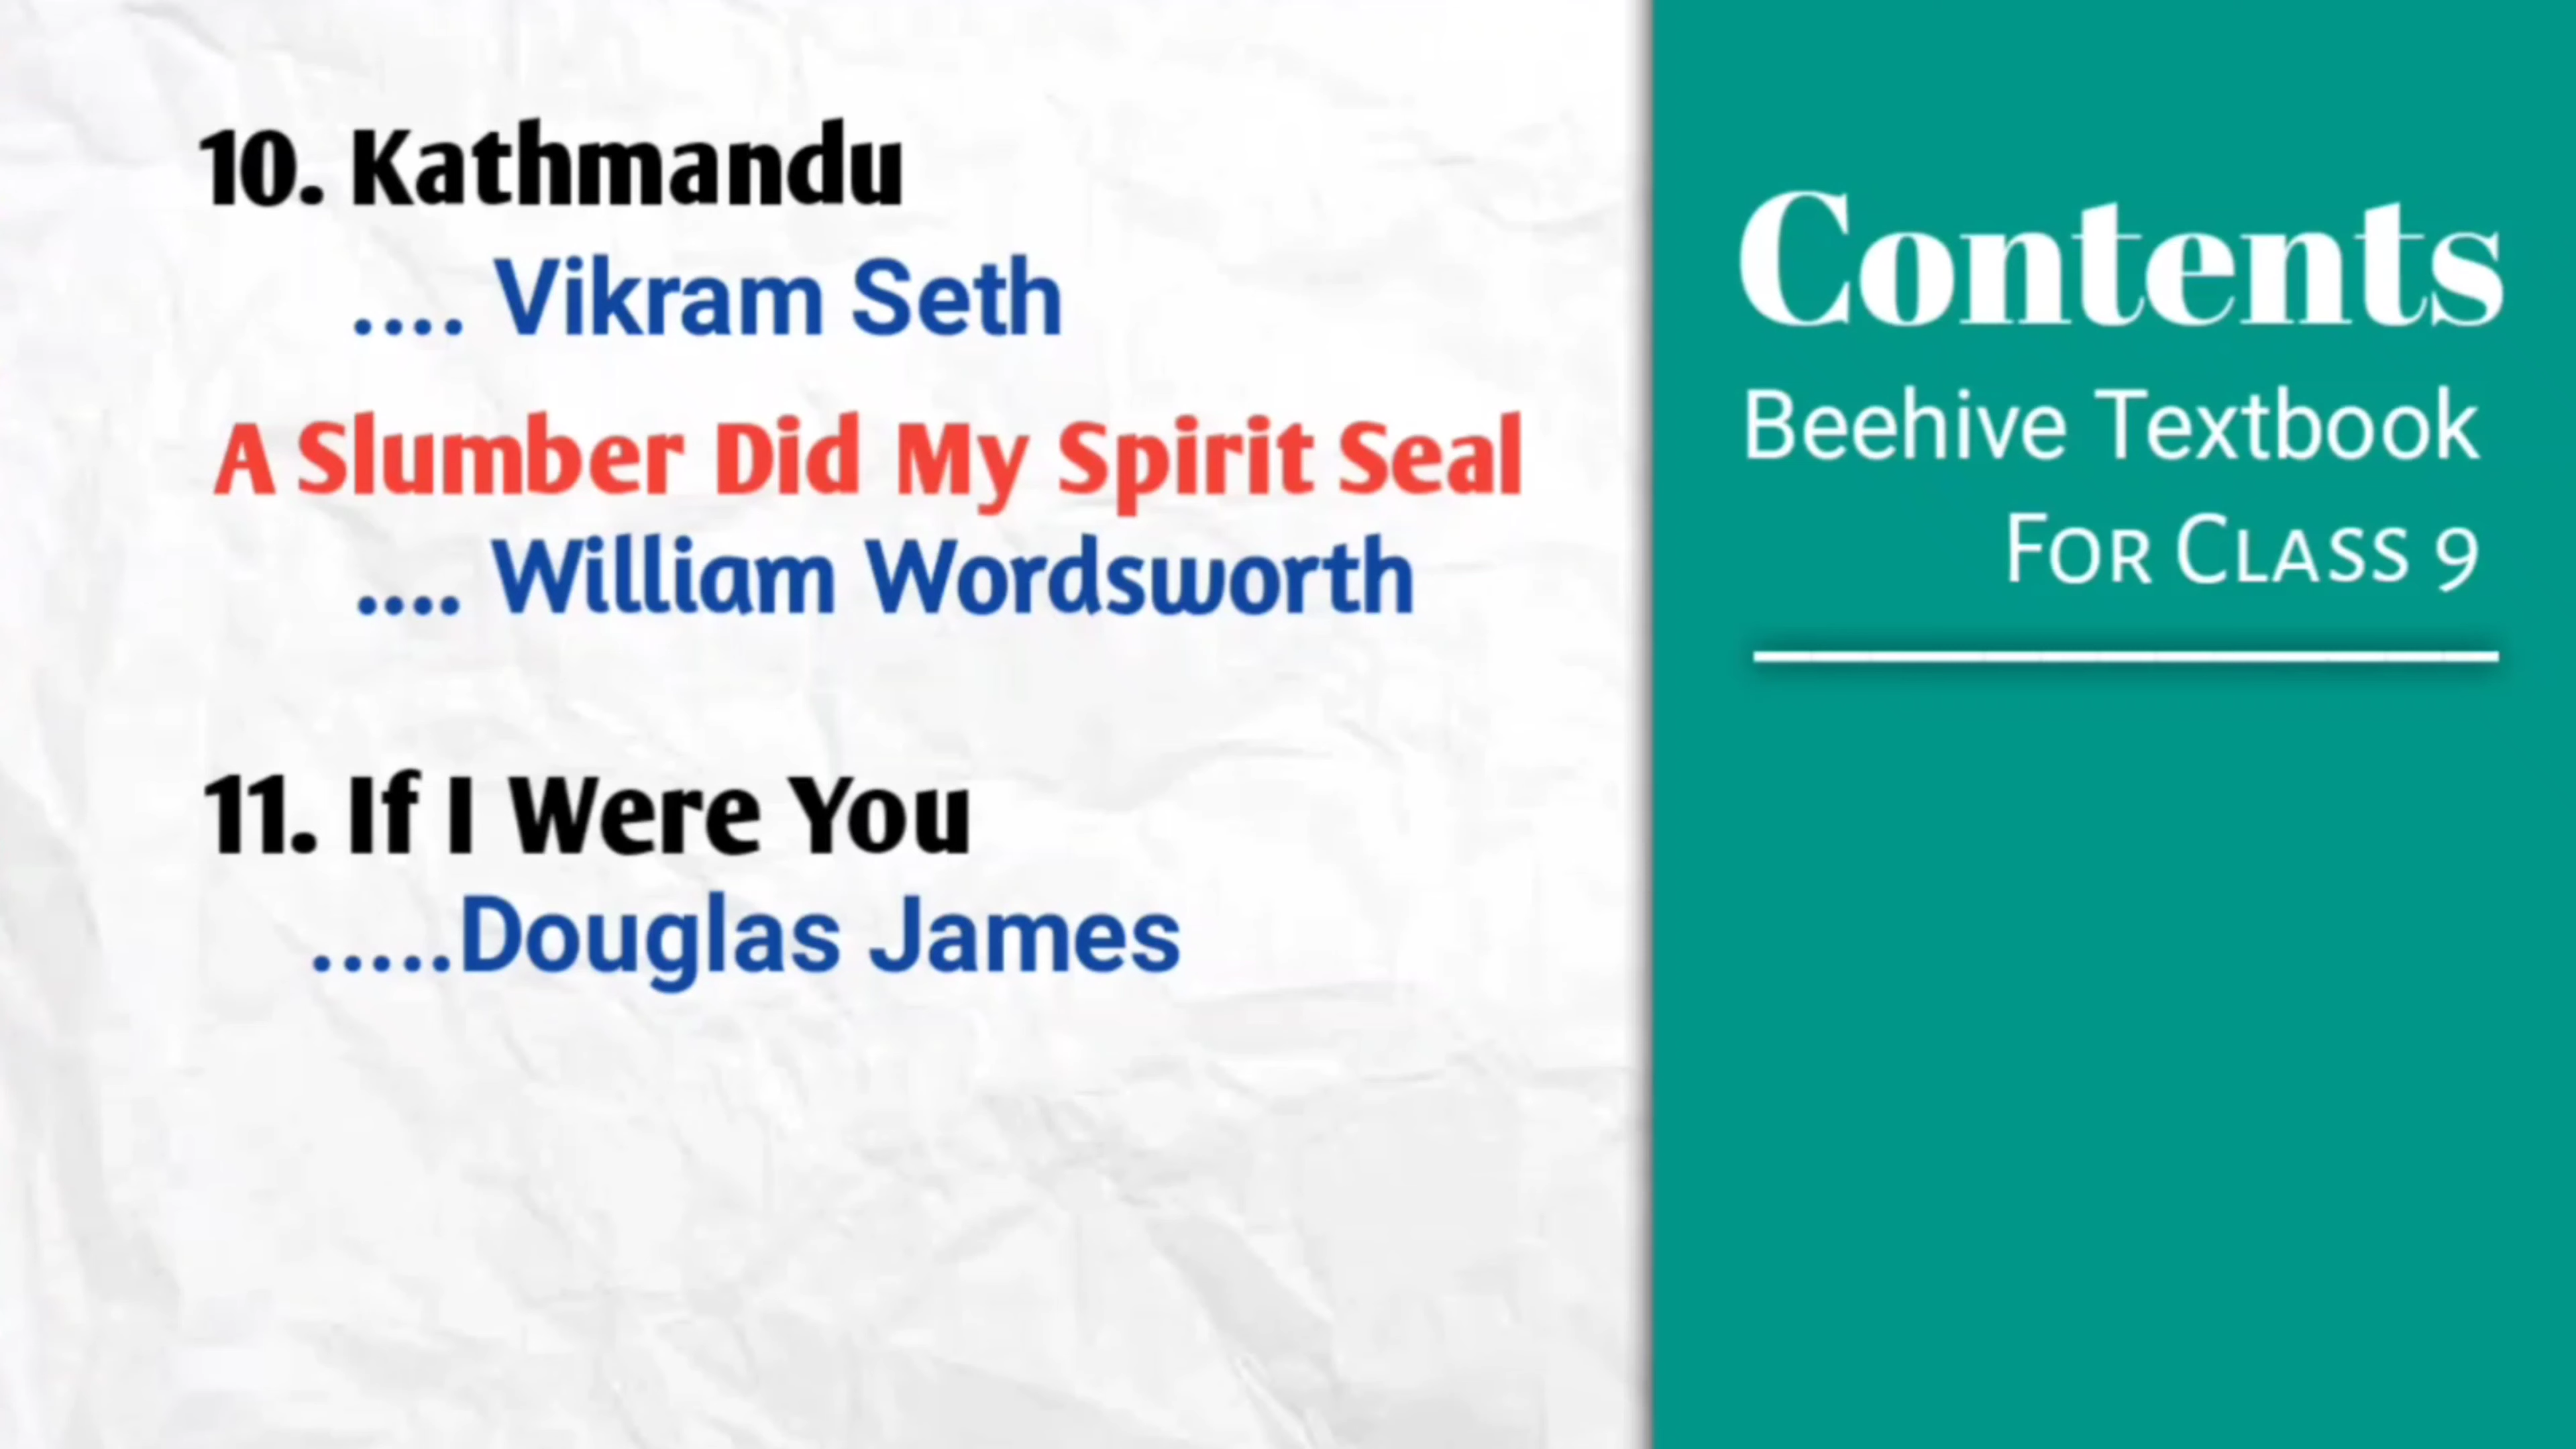 10. Kathmandu
.... Vikram Seth
A Slumber Did My Spirit Seal
.... William Wordsworth
11. If I Were You
.....Douglas James
Contents
Beehive Textbook
For Class 9